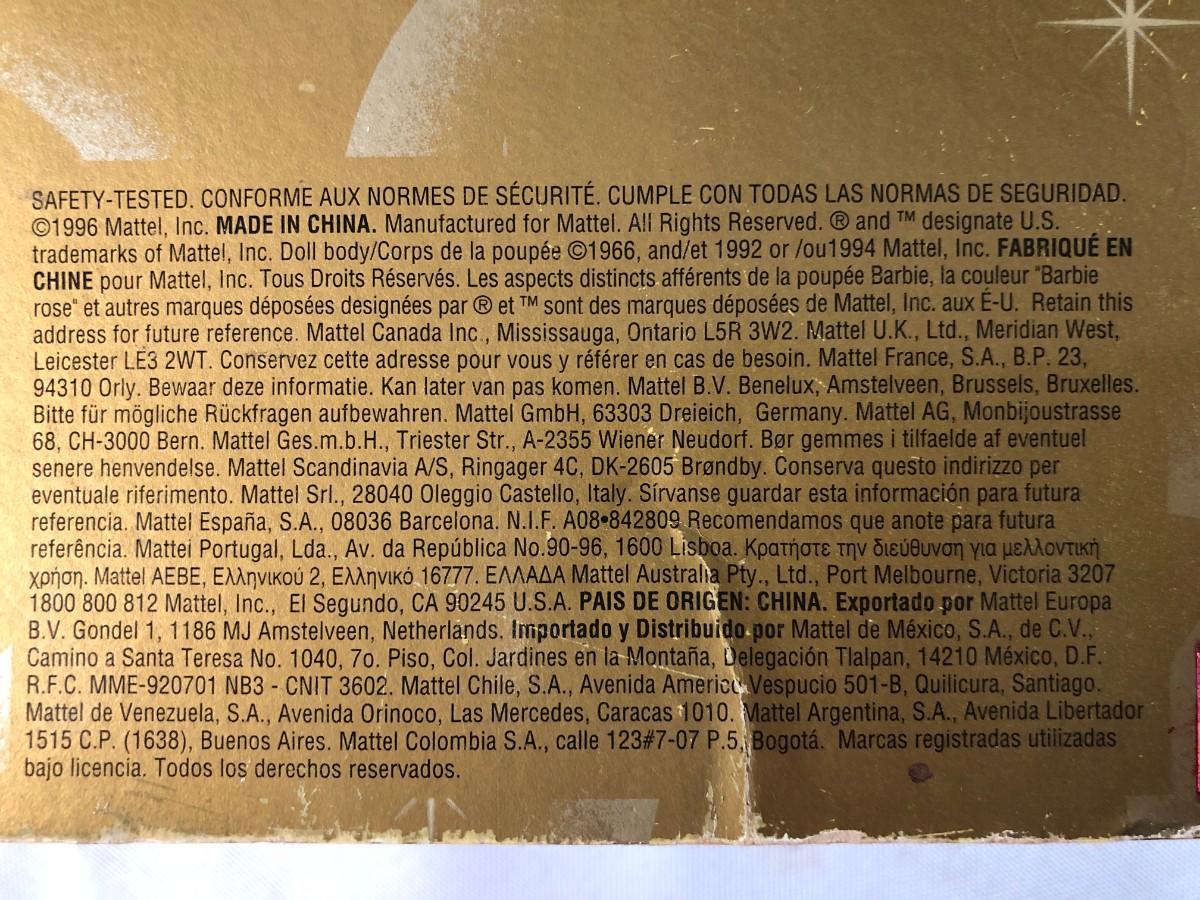 SAFETY-TESTED. CONFORME AUX NORMES DE SÉCURITÉ. CUMPLE CON TODAS LAS NORMAS DE SEGURIDAD.
©1996 Mattel, Inc. MADE IN CHINA. Manufactured for Mattel. All Rights Reserved. ® and ™ designate U.S.
trademarks of Mattel, Inc. Doll body/Corps de la poupée ©1966, and/et 1992 or /ou1994 Mattel, Inc. FABRIQUÉ EN
CHINE pour Mattel, Inc. Tous Droits Réservés. Les aspects distincts afférents de la poupée Barbie, la couleur "Barbie
rose" et autres marques déposées designées par ® et ™ sont des marques déposées de Mattel, Inc. aux É-U. Retain this
address for future reference. Mattel Canada Inc., Mississauga, Ontario L5R 3W2. Mattel U.K., Ltd., Meridian West,
Leicester LE3 2WT. Conservez cette adresse pour vous y référer en cas de besoin. Mattel France, S.A., B.P. 23,
94310 Orly. Bewaar deze informatie. Kan later van pas komen. Mattel B.V. Benelux, Amstelveen, Brussels, Bruxelles.
Bitte für mögliche Rückfragen aufbewahren. Mattel GmbH, 63303 Dreieich, Germany. Mattel AG, Monbijoustrasse
68, CH-3000 Bern. Mattel Ges.m.b.H., Triester Str., A-2355 Wiener Neudorf. Bør gemmes i tilfaelde af eventuel
senere henvendelse. Mattel Scandinavia A/S, Ringager 4C, DK-2605 Brøndby. Conserva questo indirizzo per
eventuale riferimento. Mattel Srl., 28040 Oleggio Castello, Italy. Sírvanse guardar esta información para futura
referencia. Mattel España, S.A., 08036 Barcelona. N.I.F. A08•842809 Recomendamos que anote para futura
referência. Mattel Portugal, Lda., Av. da República No.90-96, 1600 Lisboa. Κρατήστε την διεύθυνση για μελλοντική
χρήση. Mattel AEBE, Ελληνικού 2, Ελληνικό 16777. ΕΛΛΑΔΑ Mattel Australia Pty., Ltd., Port Melbourne, Victoria 3207
1800 800 812 Mattel, Inc., El Segundo, CA 90245 U.S.A. PAIS DE ORIGEN: CHINA. Exportado por Mattel Europa
B.V. Gondel 1, 1186 MJ Amstelveen, Netherlands. Importado y Distribuido por Mattel de México, S.A., de C.V.,
Camino a Santa Teresa No. 1040, 7o. Piso, Col. Jardines en la Montaña, Delegación Tlalpan, 14210 México, D.F.
R.F.C. MME-920701 NB3 - CNIT 3602. Mattel Chile, S.A., Avenida Americo Vespucio 501-B, Quilicura, Santiago.
Mattel de Venezuela, S.A., Avenida Orinoco, Las Mercedes, Caracas 1010. Mattel Argentina, S.A., Avenida Libertador
1515 C.P. (1638), Buenos Aires. Mattel Colombia S.A., calle 123#7-07 P.5, Bogotá. Marcas registradas utilizadas
bajo licencia. Todos los derechos reservados.